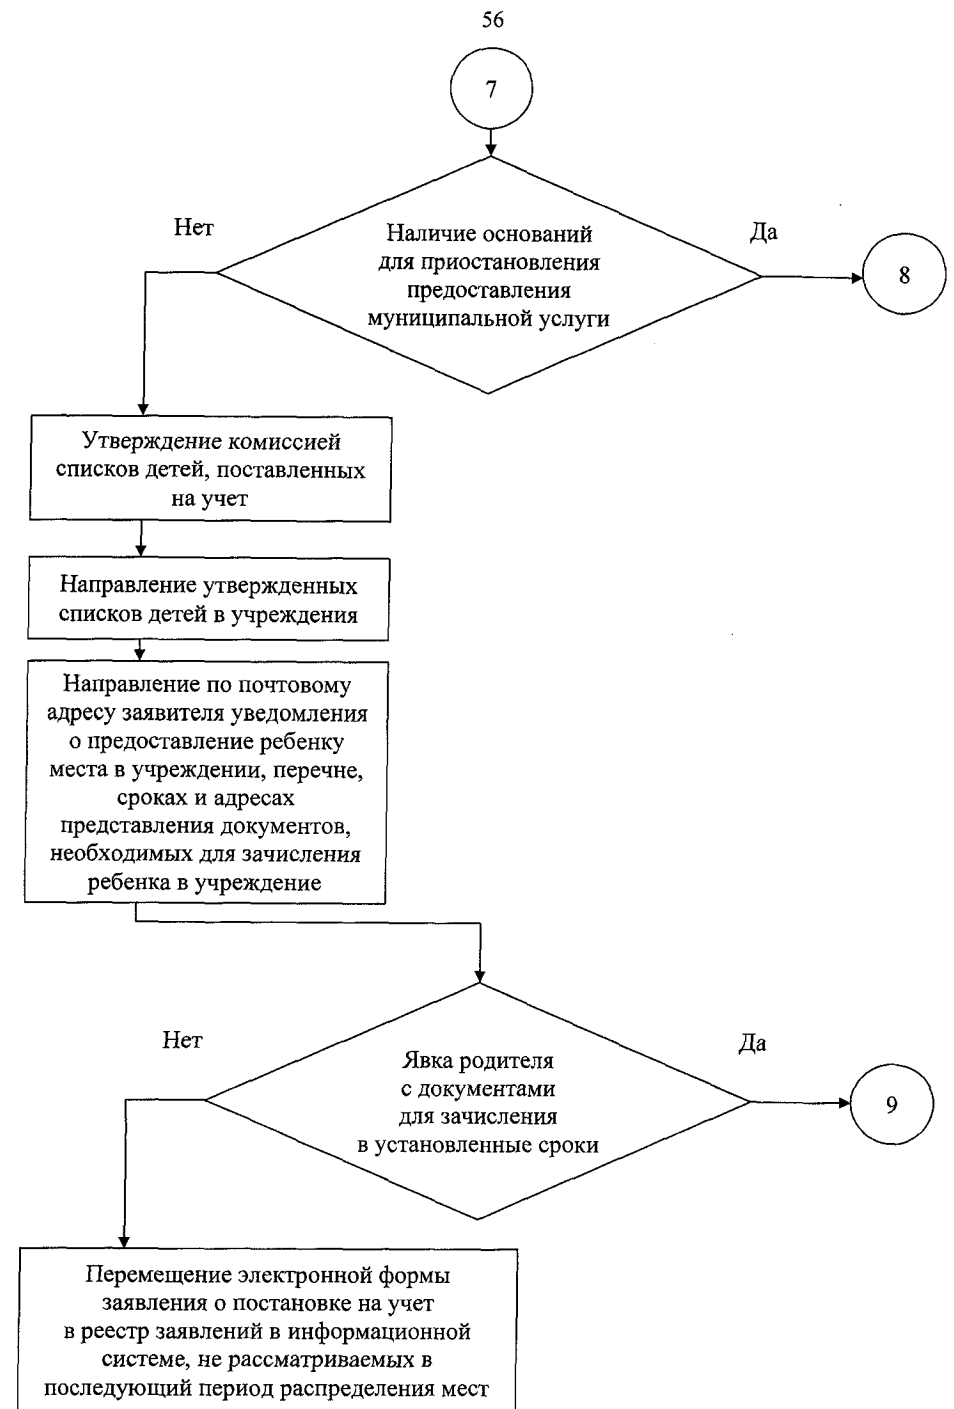 56
7
Нет
Да
Наличие оснований
для приостановления
предоставления
муниципальной услуги
8
Утверждение комиссией
списков детей, поставленных
на учет
Направление утвержденных
списков детей в учреждения
Направление по почтовому
адресу заявителя уведомления
о предоставление ребенку
места в учреждении, перечне,
сроках и адресах
представления документов,
необходимых для зачисления
ребенка в учреждение
Нет
Да
Явка родителя
с документами
для зачисления
в установленные сроки
9
Перемещение электронной формы
заявления о постановке на учет
в реестр заявлений в информационной
системе, не рассматриваемых в
последующий период распределения мест